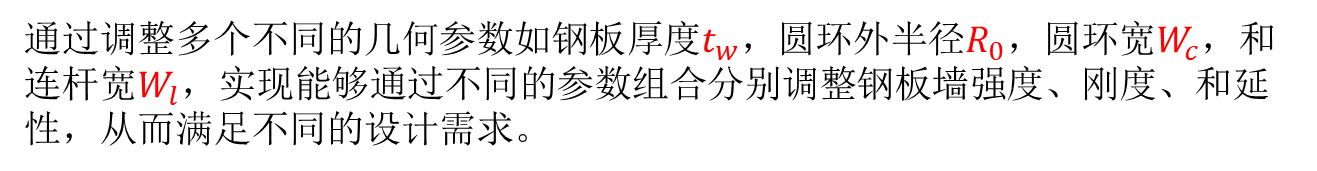 通过调整多个不同的几何参数如钢板厚度t_w，圆环外半径R_0，圆环宽W_c，和
连杆宽W_l，实现能够通过不同的参数组合分别调整钢板墙强度、刚度、和延
性，从而满足不同的设计需求。